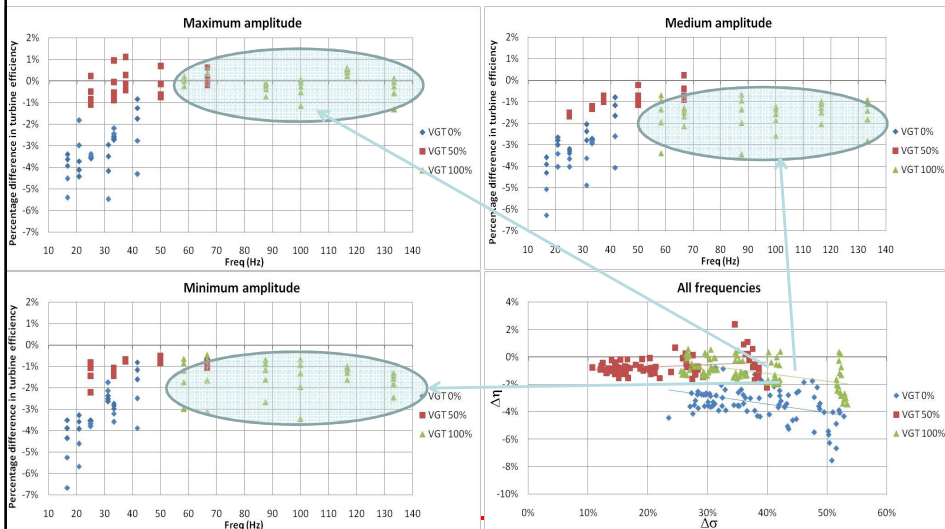 Maximum amplitude
Percentage difference in turbine efficiency
2%
1%
0%
-1%
-2%
-3%
-4%
-5%
-6%
-7%
10 20 30 40 50 60 70 80 90 100 110 120 130 140
Freq (Hz)
VGT 0%
VGT 50%
VGT 100%
Medium amplitude
Percentage difference in turbine efficiency
2%
1%
0%
-1%
-2%
-3%
-4%
-5%
-6%
-7%
10 20 30 40 50 60 70 80 90 100 110 120 130 140
Freq (Hz)
VGT 0%
VGT 50%
VGT 100%
Minimum amplitude
Percentage difference in turbine efficiency
2%
1%
0%
-1%
-2%
-3%
-4%
-5%
-6%
-7%
10 20 30 40 50 60 70 80 90 100 110 120 130 140
Freq (Hz)
VGT 0%
VGT 50%
VGT 100%
All frequencies
Δη
4%
2%
0%
-2%
-4%
-6%
-8%
-10%
0% 10% 20% 30% 40% 50% 60%
Δσ
VGT 0%
VGT 50%
VGT 100%